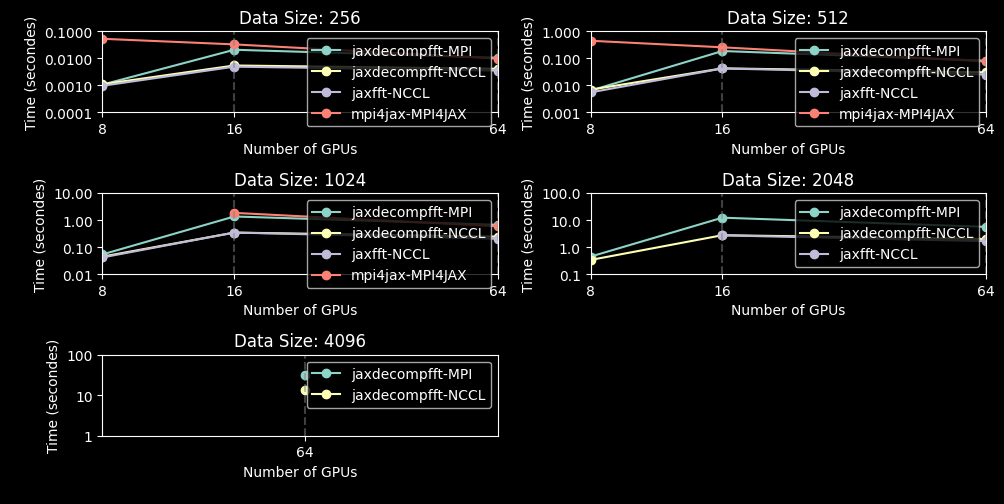 Data Size: 256
Time (secondes)
0.1000
0.0100
0.0010
0.0001
8
16
64
Number of GPUs
jaxdecompfft-MPI
jaxdecompfft-NCCL
jaxfft-NCCL
mpi4jax-MPI4JAX
Data Size: 512
Time (secondes)
1.000
0.100
0.010
0.001
8
16
64
Number of GPUs
jaxdecompfft-MPI
jaxdecompfft-NCCL
jaxfft-NCCL
mpi4jax-MPI4JAX
Data Size: 1024
Time (secondes)
10.00
1.00
0.10
0.01
8
16
64
Number of GPUs
jaxdecompfft-MPI
jaxdecompfft-NCCL
jaxfft-NCCL
mpi4jax-MPI4JAX
Data Size: 2048
Time (secondes)
100.0
10.0
1.0
0.1
8
16
64
Number of GPUs
jaxdecompfft-MPI
jaxdecompfft-NCCL
jaxfft-NCCL
Data Size: 4096
Time (secondes)
100
10
1
64
Number of GPUs
jaxdecompfft-MPI
jaxdecompfft-NCCL